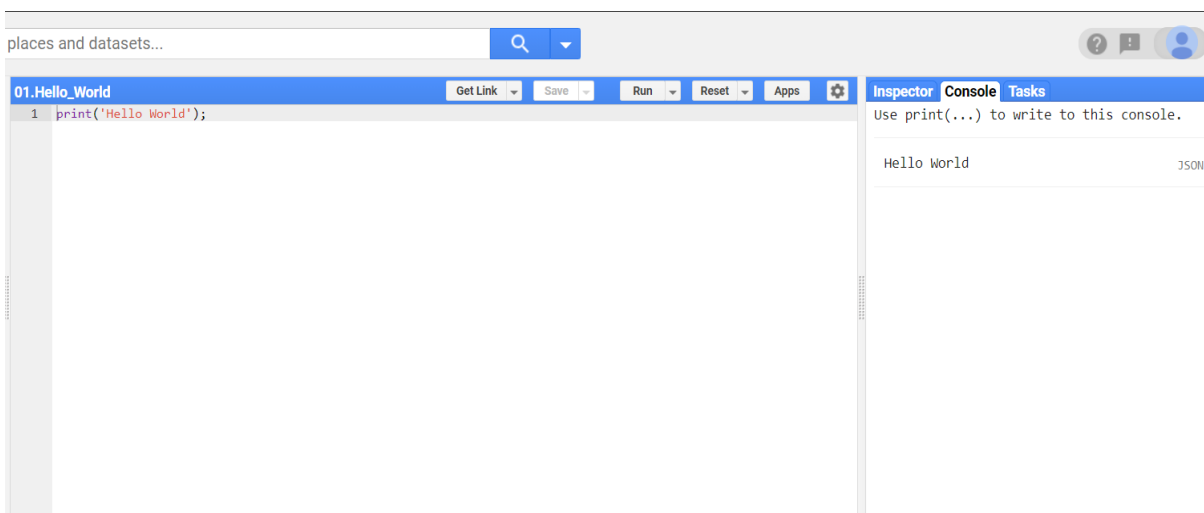 places and datasets...
01.Hello_World
Get Link
Save
Run
Reset
Apps
Inspector
Console
Tasks
1 print('Hello World');
Use print(...) to write to this console.
Hello World
JSON